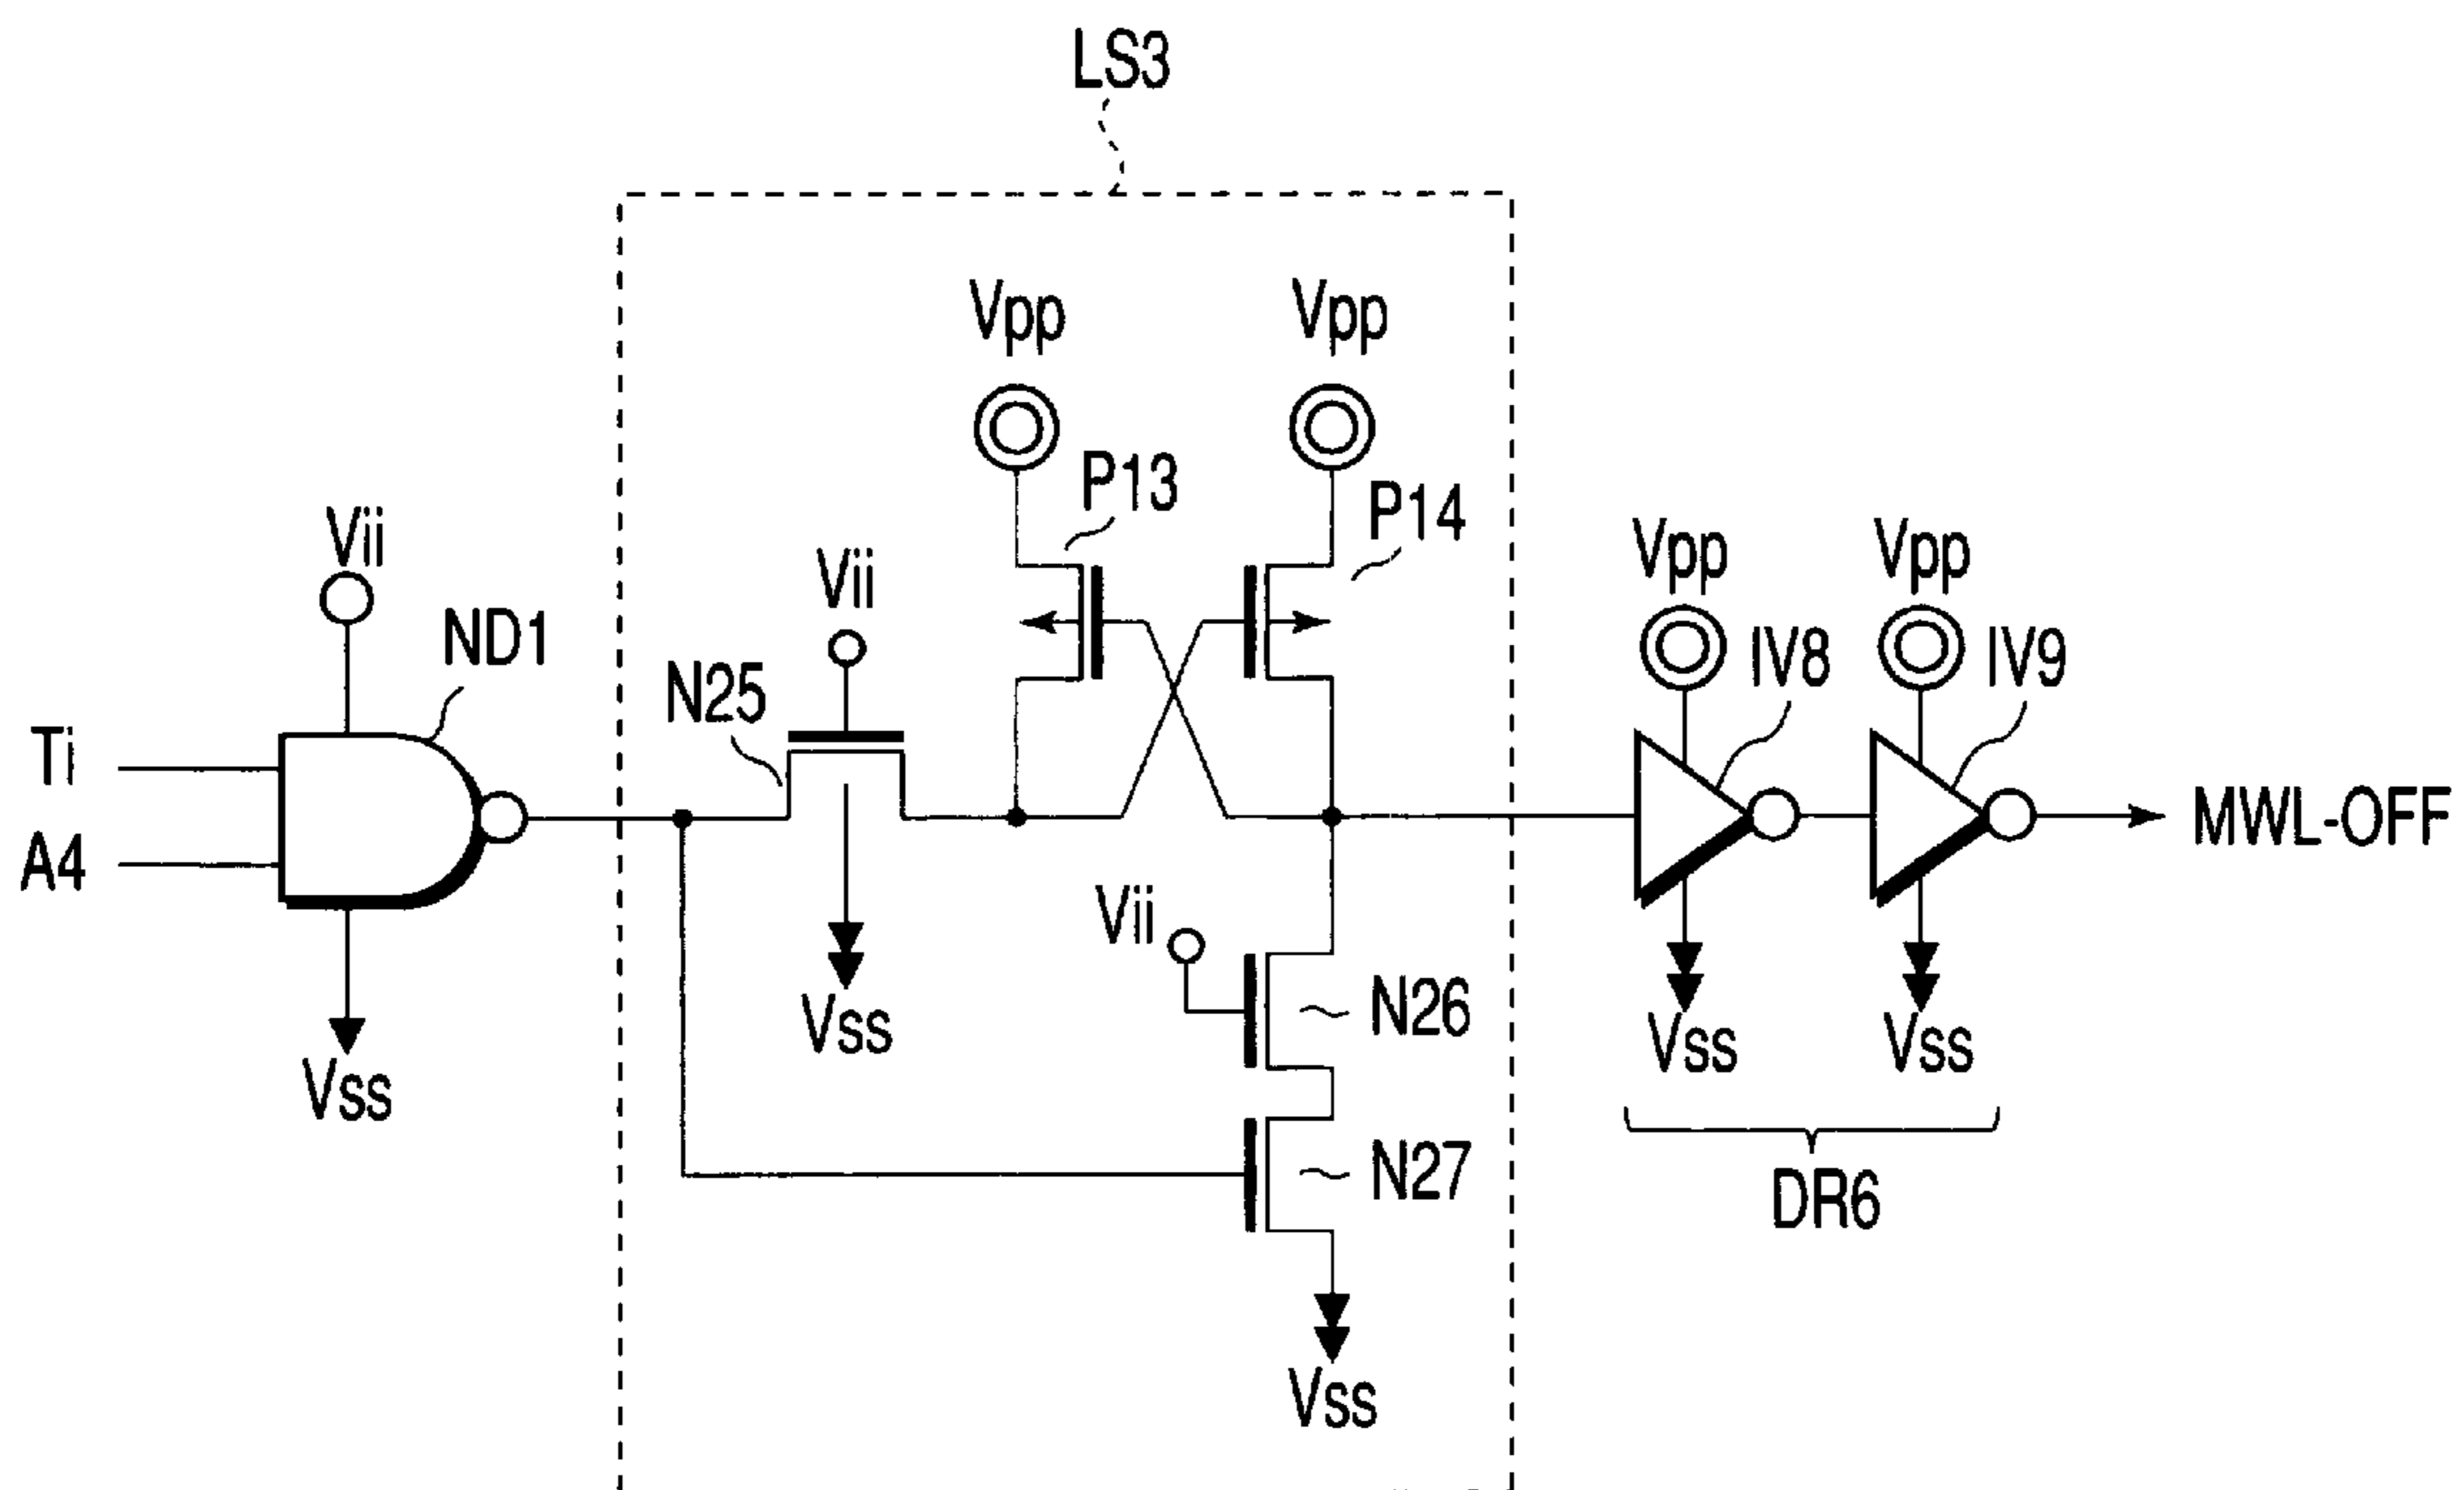 LS3
Vpp
Vpp
P13
P14
Vii
ND1
Vii
N25
Vpp
Vpp
IV8
IV9
Ti
A4
MWL-OFF
Vii
Vss
Vss
N26
Vss
Vss
N27
DR6
Vss